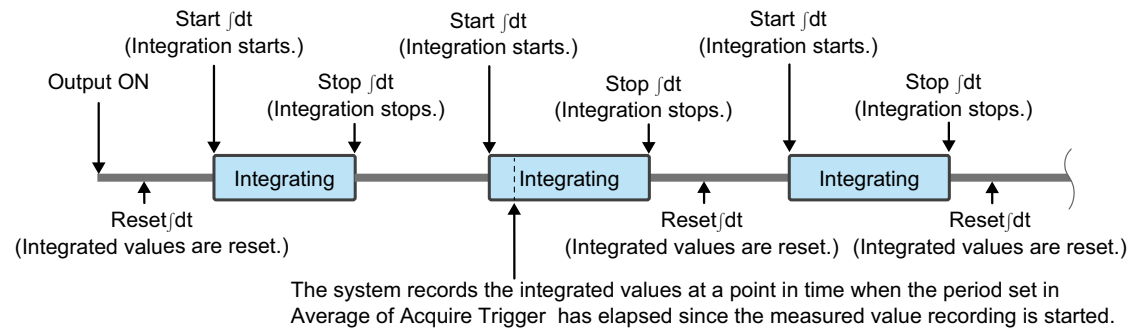 Start ∫dt
(Integration starts.)
Start ∫dt
(Integration starts.)
Start ∫dt
(Integration starts.)
Output ON
Stop ∫dt
(Integration stops.)
Stop ∫dt
(Integration stops.)
Stop ∫dt
(Integration stops.)
Integrating
Integrating
Integrating
Reset∫dt
(Integrated values are reset.)
Reset∫dt
(Integrated values are reset.)
Reset∫dt
(Integrated values are reset.)
The system records the integrated values at a point in time when the period set in
Average of Acquire Trigger has elapsed since the measured value recording is started.